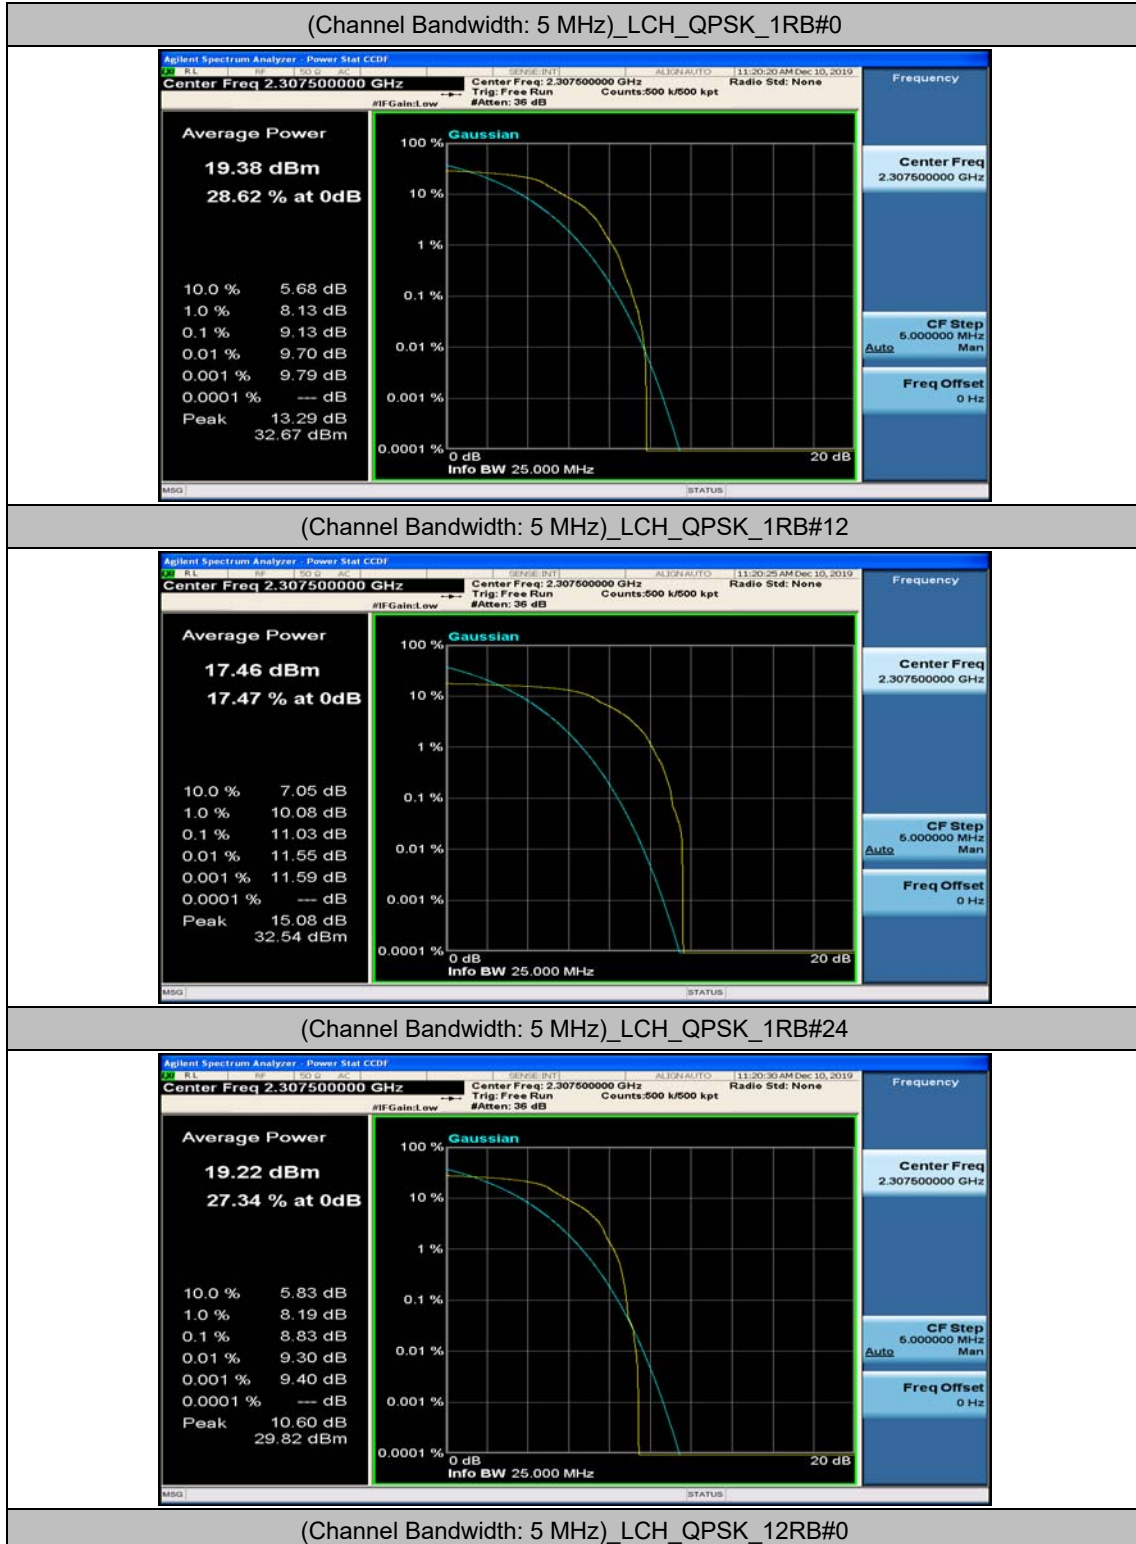 (Channel Bandwidth: 5 MHz)_LCH_QPSK_1RB#0
Agilent Spectrum Analyzer - Power Stat CCDF
RL RF 50 Ω AC SENSE:INT ALIGN AUTO 11:20:20 AM Dec 10, 2019
Center Freq 2.307500000 GHz Center Freq: 2.307500000 GHz Radio Std: None Frequency
Trig: Free Run Counts:500 k/500 kpt
#IFGain:Low #Atten: 36 dB
Average Power
19.38 dBm
28.62 % at 0dB
10.0 % 5.68 dB
1.0 % 8.13 dB
0.1 % 9.13 dB
0.01 % 9.70 dB
0.001 % 9.79 dB
0.0001 % --- dB
Peak 13.29 dB
32.67 dBm
Gaussian
100 %
10 %
1 %
0.1 %
0.01 %
0.001 %
0.0001 %
0 dB 20 dB
Info BW 25.000 MHz
Center Freq
2.307500000 GHz
CF Step
5.000000 MHz
Auto Man
Freq Offset
0 Hz
MSG STATUS
(Channel Bandwidth: 5 MHz)_LCH_QPSK_1RB#12
Agilent Spectrum Analyzer - Power Stat CCDF
RL RF 50 Ω AC SENSE:INT ALIGN AUTO 11:20:25 AM Dec 10, 2019
Center Freq 2.307500000 GHz Center Freq: 2.307500000 GHz Radio Std: None Frequency
Trig: Free Run Counts:500 k/500 kpt
#IFGain:Low #Atten: 36 dB
Average Power
17.46 dBm
17.47 % at 0dB
10.0 % 7.05 dB
1.0 % 10.08 dB
0.1 % 11.03 dB
0.01 % 11.55 dB
0.001 % 11.59 dB
0.0001 % --- dB
Peak 15.08 dB
32.54 dBm
Gaussian
100 %
10 %
1 %
0.1 %
0.01 %
0.001 %
0.0001 %
0 dB 20 dB
Info BW 25.000 MHz
Center Freq
2.307500000 GHz
CF Step
5.000000 MHz
Auto Man
Freq Offset
0 Hz
MSG STATUS
(Channel Bandwidth: 5 MHz)_LCH_QPSK_1RB#24
Agilent Spectrum Analyzer - Power Stat CCDF
RL RF 50 Ω AC SENSE:INT ALIGN AUTO 11:20:30 AM Dec 10, 2019
Center Freq 2.307500000 GHz Center Freq: 2.307500000 GHz Radio Std: None Frequency
Trig: Free Run Counts:500 k/500 kpt
#IFGain:Low #Atten: 36 dB
Average Power
19.22 dBm
27.34 % at 0dB
10.0 % 5.83 dB
1.0 % 8.19 dB
0.1 % 8.83 dB
0.01 % 9.30 dB
0.001 % 9.40 dB
0.0001 % --- dB
Peak 10.60 dB
29.82 dBm
Gaussian
100 %
10 %
1 %
0.1 %
0.01 %
0.001 %
0.0001 %
0 dB 20 dB
Info BW 25.000 MHz
Center Freq
2.307500000 GHz
CF Step
5.000000 MHz
Auto Man
Freq Offset
0 Hz
MSG STATUS
(Channel Bandwidth: 5 MHz)_LCH_QPSK_12RB#0